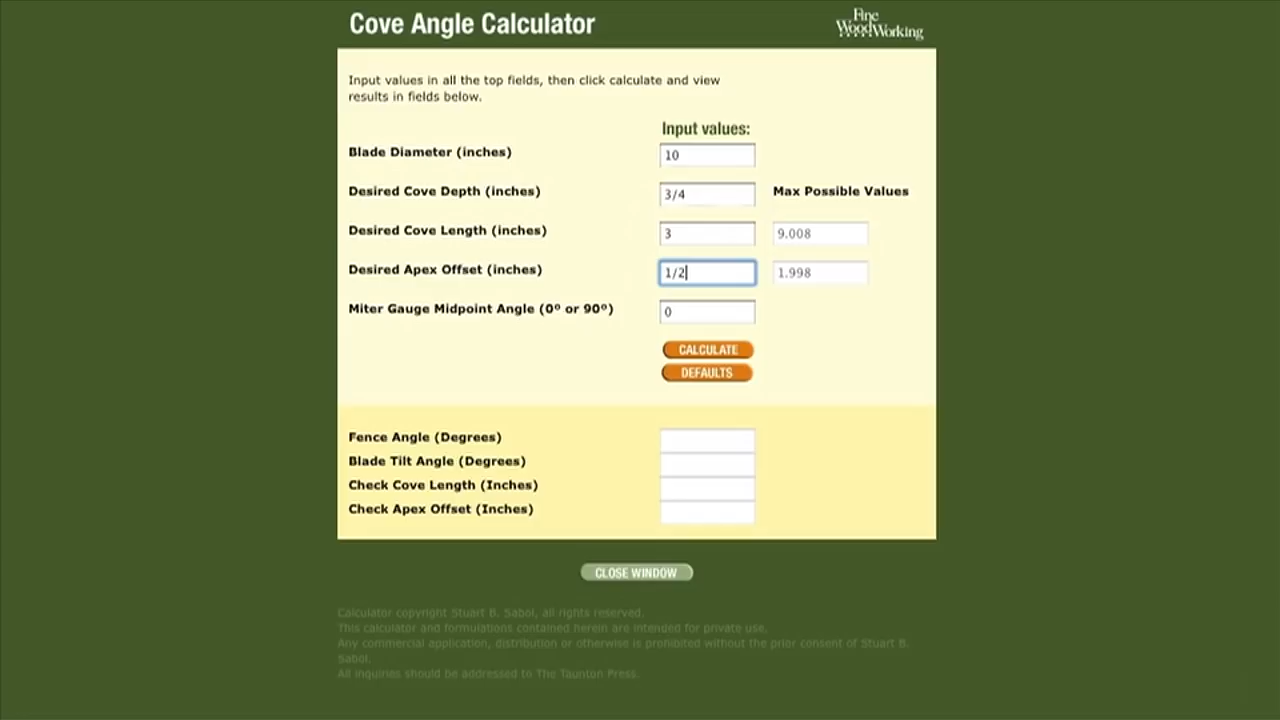 Cove Angle Calculator
Fine
WoodWorking
Input values in all the top fields, then click calculate and view
results in fields below.
Input values:
Blade Diameter (inches) 10
Desired Cove Depth (inches) 3/4 Max Possible Values
Desired Cove Length (inches) 3 9.008
Desired Apex Offset (inches) 1/2 1.998
Miter Gauge Midpoint Angle (0º or 90º) 0
CALCULATE
DEFAULTS
Fence Angle (Degrees)
Blade Tilt Angle (Degrees)
Check Cove Length (Inches)
Check Apex Offset (Inches)
CLOSE WINDOW
Calculator copyright Stuart B. Sabol, all rights reserved.
This calculator and formulations contained herein are intended for private use.
Any commercial application, distribution or otherwise is prohibited without the prior consent of Stuart B.
Sabol.
All inquiries should be addressed to The Taunton Press.